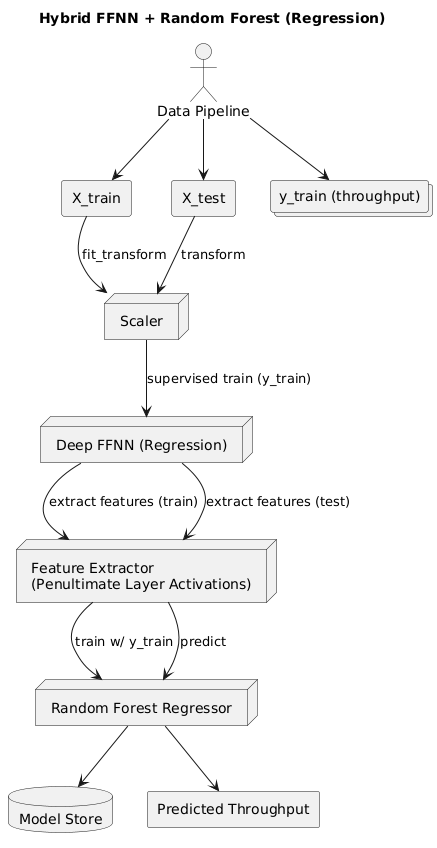 Hybrid FFNN + Random Forest (Regression)
Data Pipeline
X_train
X_test
y_train (throughput)
fit_transform
transform
Scaler
supervised train (y_train)
Deep FFNN (Regression)
extract features (train)
extract features (test)
Feature Extractor
(Penultimate Layer Activations)
train w/ y_train
predict
Random Forest Regressor
Model Store
Predicted Throughput